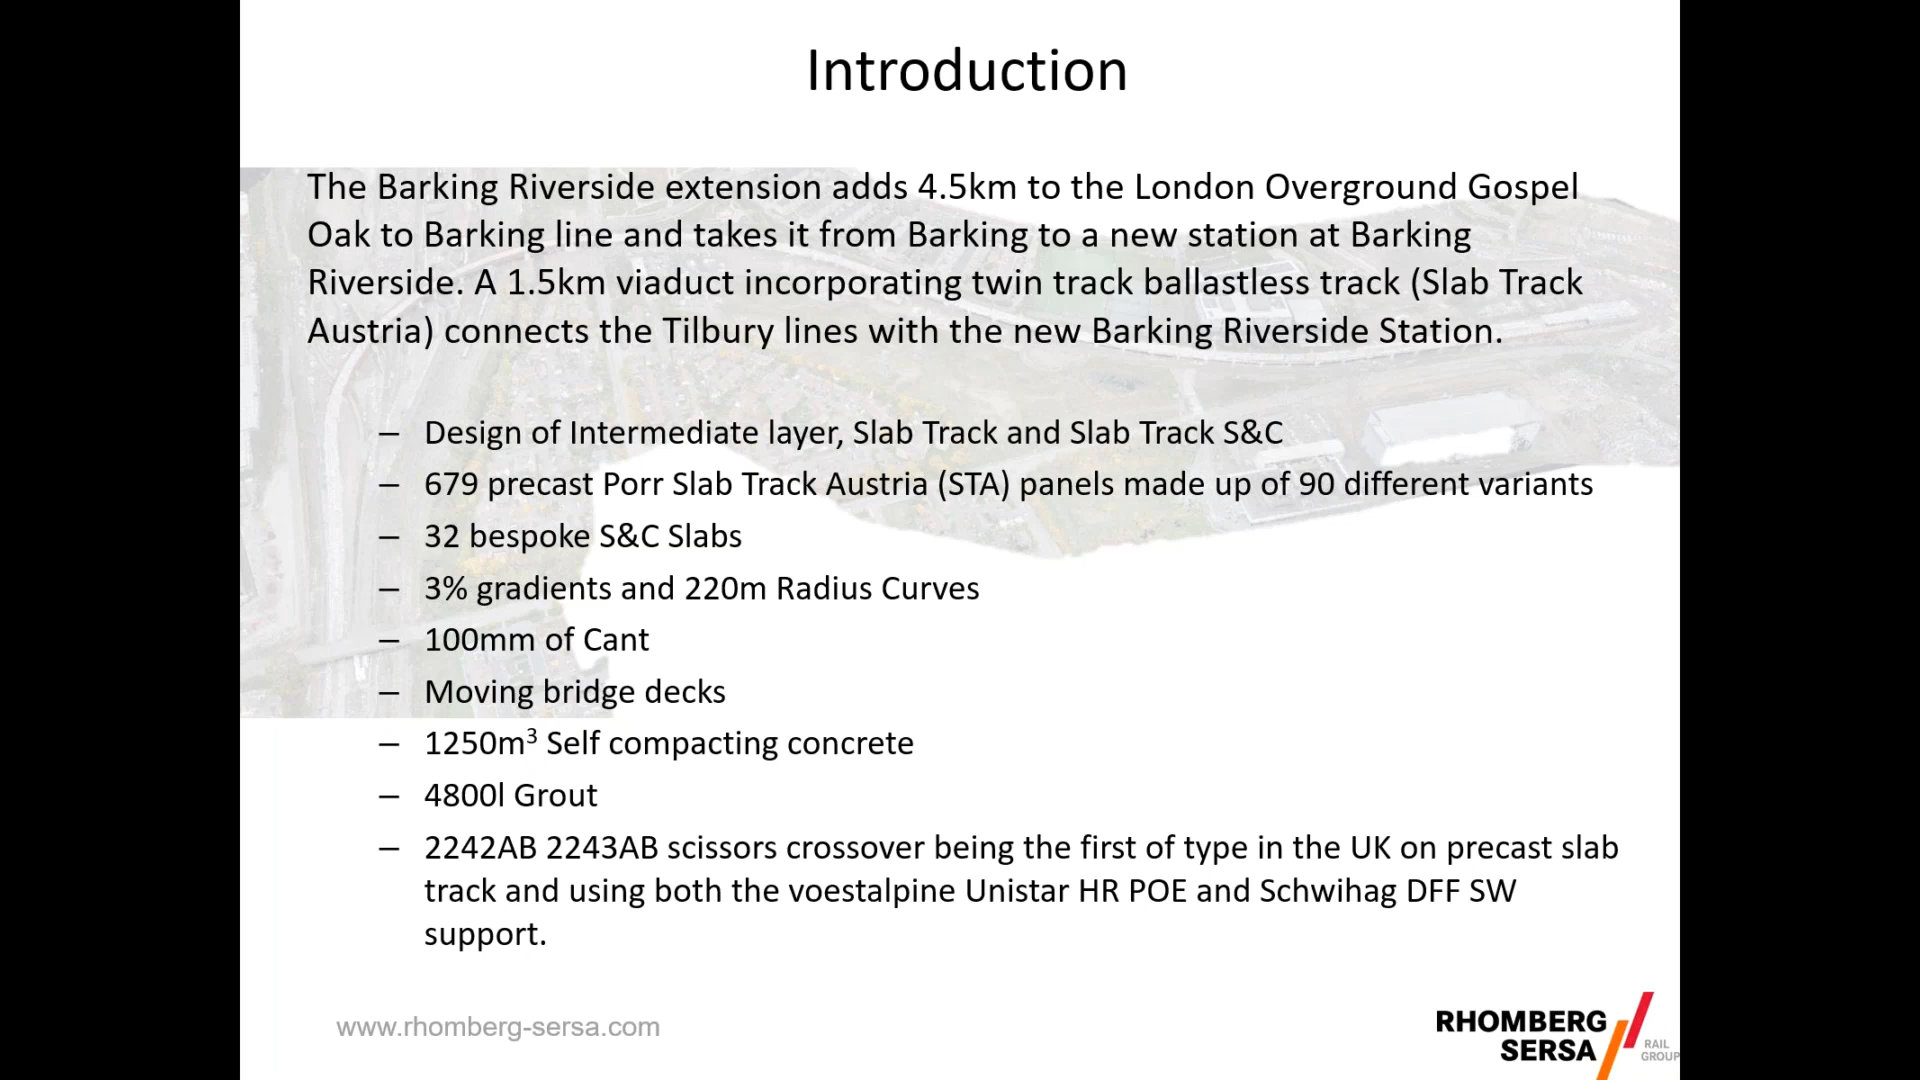 Introduction
The Barking Riverside extension adds 4.5km to the London Overground Gospel
Oak to Barking line and takes it from Barking to a new station at Barking
Riverside. A 1.5km viaduct incorporating twin track ballastless track (Slab Track
Austria) connects the Tilbury lines with the new Barking Riverside Station.
– Design of Intermediate layer, Slab Track and Slab Track S&C
– 679 precast Porr Slab Track Austria (STA) panels made up of 90 different variants
– 32 bespoke S&C Slabs
– 3% gradients and 220m Radius Curves
– 100mm of Cant
– Moving bridge decks
– 1250m³ Self compacting concrete
– 4800l Grout
– 2242AB 2243AB scissors crossover being the first of type in the UK on precast slab
track and using both the voestalpine Unistar HR POE and Schwihag DFF SW
support.
www.rhomberg-sersa.com
RHOMBERG
SERSA
RAIL
GROUP